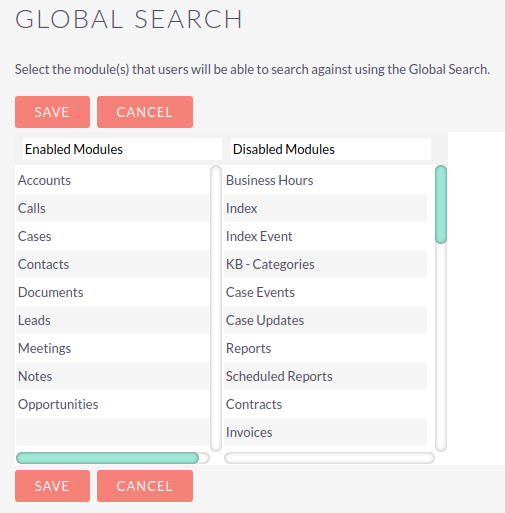 GLOBAL SEARCH
Select the module(s) that users will be able to search against using the Global Search.
SAVE CANCEL
Enabled Modules Disabled Modules
Accounts Business Hours
Calls Index
Cases Index Event
Contacts KB - Categories
Documents Case Events
Leads Case Updates
Meetings Reports
Notes Scheduled Reports
Opportunities Contracts
Invoices
SAVE CANCEL